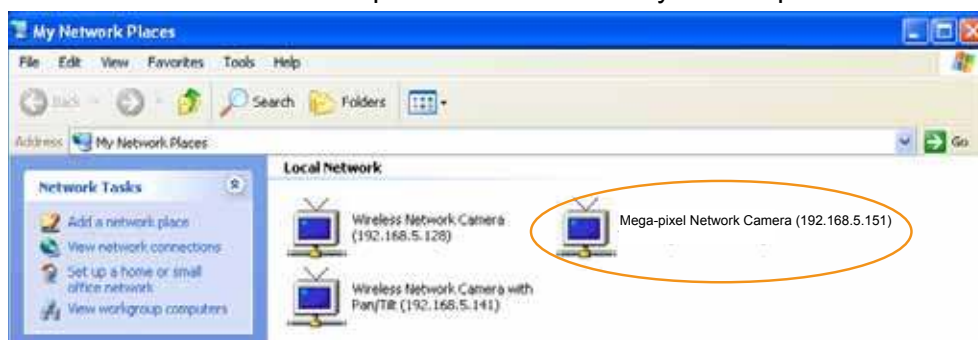 My Network Places
File Edit View Favorites Tools Help
Back Search Folders
Address My Network Places Go
Local Network
Network Tasks
Add a network place
View network connections
Set up a home or small
office network
View workgroup computers
Wireless Network Camera
(192.168.5.128)
Mega-pixel Network Camera (192.168.5.151)
Wireless Network Camera with
Pan/Tilt (192.168.5.141)